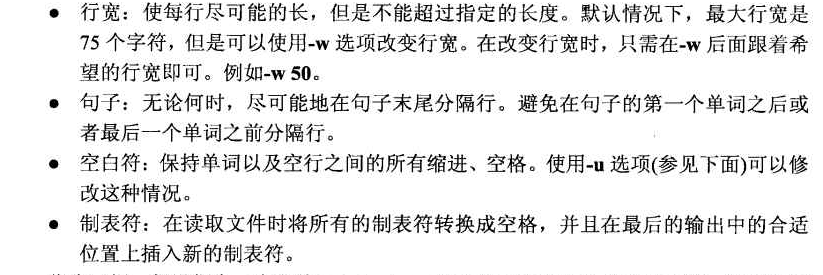 ● 行宽：使每行尽可能的长，但是不能超过指定的长度。默认情况下，最大行宽是
75 个字符，但是可以使用-w 选项改变行宽。在改变行宽时，只需在-w 后面跟着希
望的行宽即可。例如-w 50。
● 句子：无论何时，尽可能地在句子末尾分隔行。避免在句子的第一个单词之后或
者最后一个单词之前分隔行。
● 空白符：保持单词以及空行之间的所有缩进、空格。使用-u 选项(参见下面)可以修
改这种情况。
● 制表符：在读取文件时将所有的制表符转换成空格，并且在最后的输出中的合适
位置上插入新的制表符。